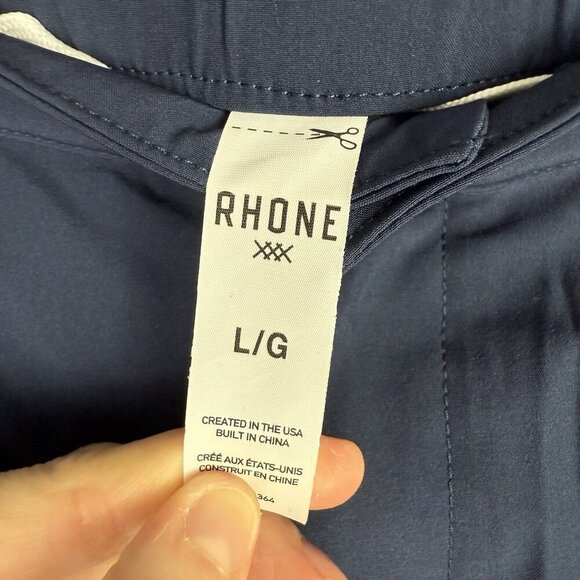 RHONE
L/G
CREATED IN THE USA
BUILT IN CHINA
CRÉÉ AUX ÉTATS-UNIS
CONSTRUIT EN CHINE